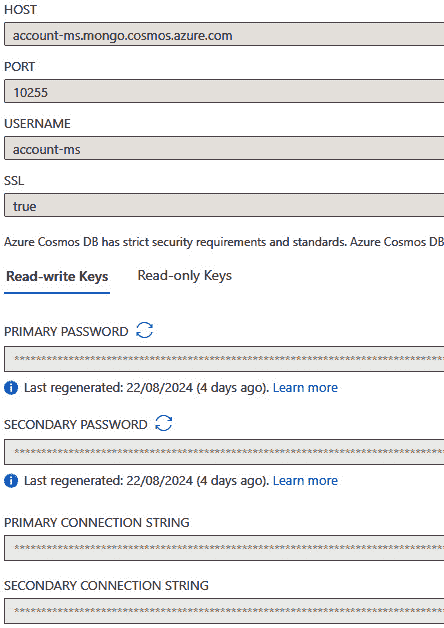 HOST
account-ms.mongo.cosmos.azure.com
PORT
10255
USERNAME
account-ms
SSL
true
Azure Cosmos DB has strict security requirements and standards. Azure Cosmos DB
Read-write Keys
Read-only Keys
PRIMARY PASSWORD
********************************************************************************
Last regenerated: 22/08/2024 (4 days ago). Learn more
SECONDARY PASSWORD
********************************************************************************
Last regenerated: 22/08/2024 (4 days ago). Learn more
PRIMARY CONNECTION STRING
********************************************************************************
SECONDARY CONNECTION STRING
********************************************************************************